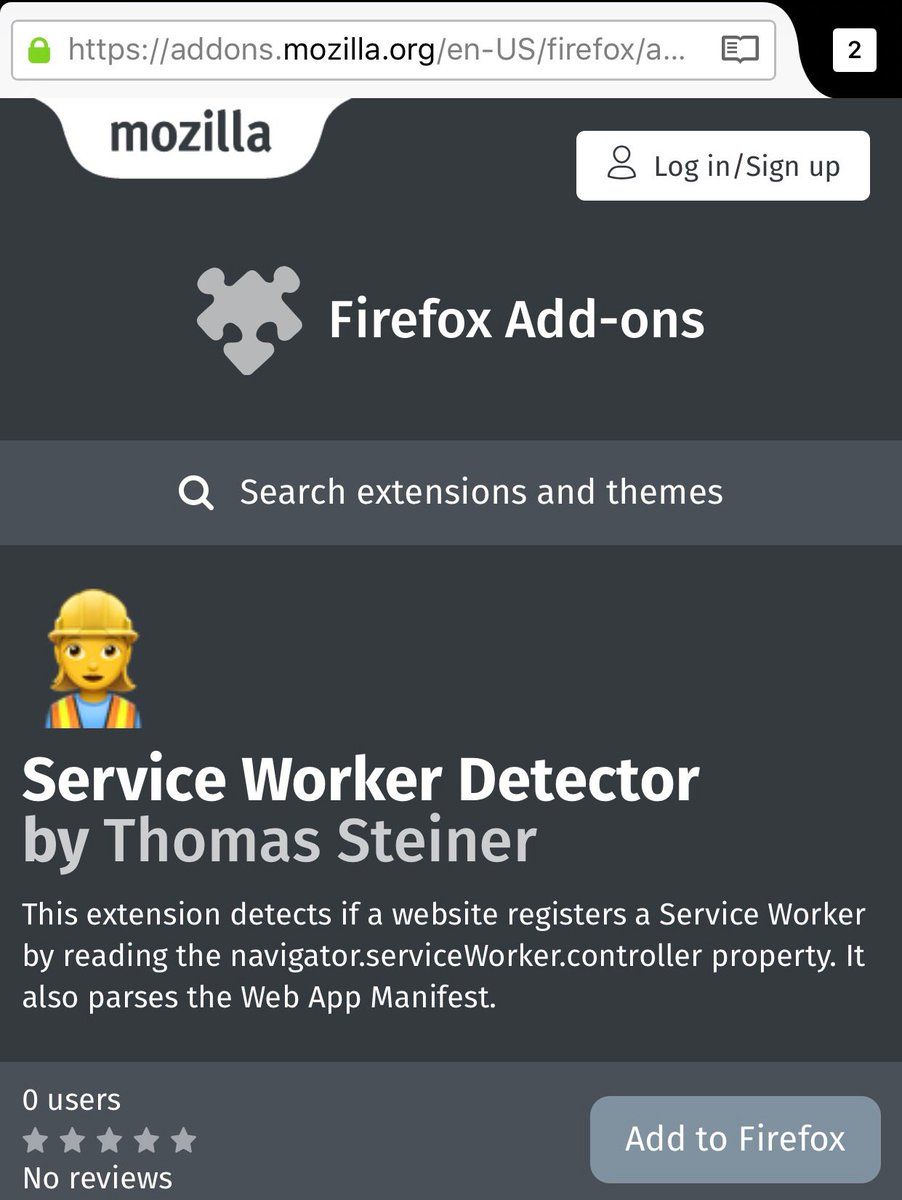 https://addons.mozilla.org/en-US/firefox/a...
2
mozilla
Log in/Sign up
Firefox Add-ons
Search extensions and themes
Service Worker Detector
by Thomas Steiner
This extension detects if a website registers a Service Worker
by reading the navigator.serviceWorker.controller property. It
also parses the Web App Manifest.
0 users
Add to Firefox
No reviews